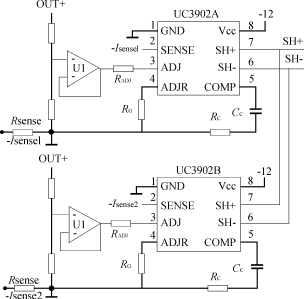 OUT+
UC3902A
-12
1 GND Vcc 8
-Isense1
2 SENSE SH+ 7 SH+
U1
3 ADJ SH- 6 SH-
RADJ
4 ADJR COMP 5
RG
CC
Rsense
RC
-Isense1
OUT+
UC3902B
-12
1 GND Vcc 8
-Isense2
2 SENSE SH+ 7
U1
3 ADJ SH- 6
RADJ
4 ADJR COMP 5
RG
CC
Rsense
RC
-Isense2